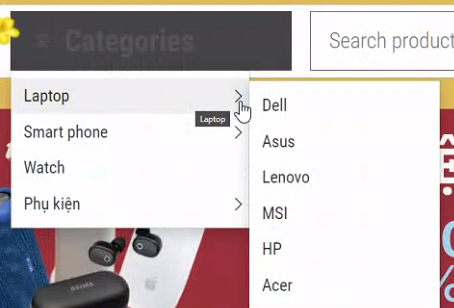 Categories
Search product
Laptop
Laptop
Smart phone
Watch
Phụ kiện
Dell
Asus
Lenovo
MSI
HP
Acer